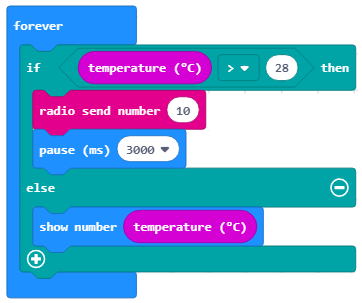 forever
if temperature (°C) > 28 then
radio send number 10
pause (ms) 3000
else
show number temperature (°C)